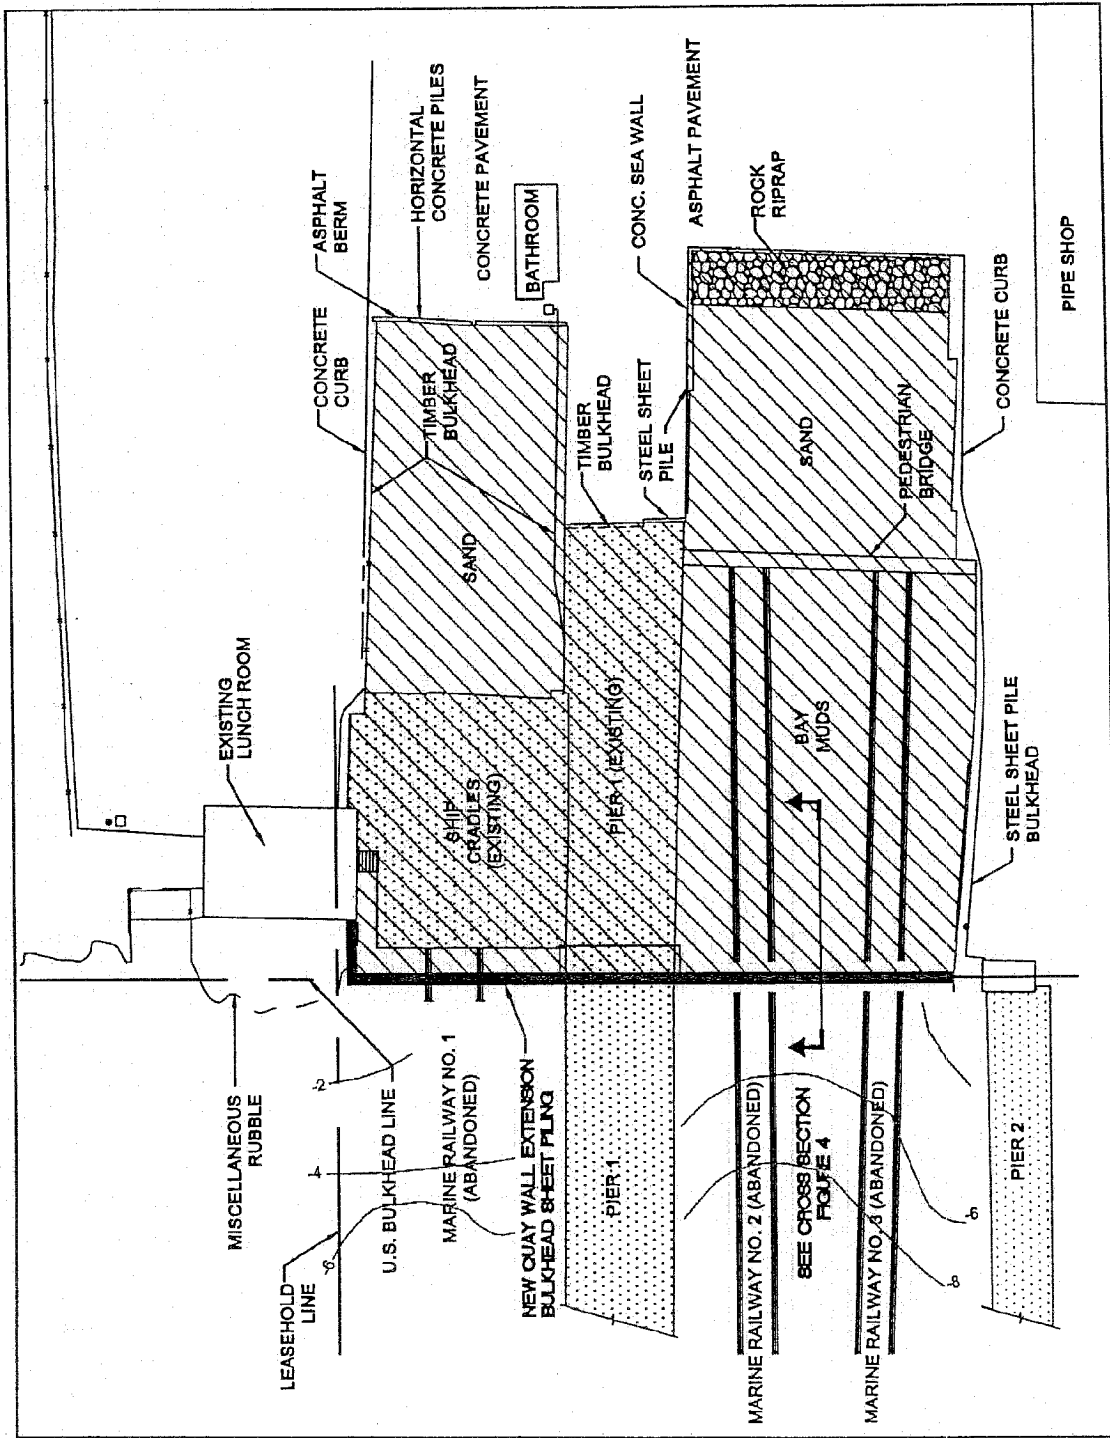 MISCELLANEOUS
RUBBLE
EXISTING
LUNCH ROOM
LEASEHOLD
LINE
U.S. BULKHEAD LINE
MARINE RAILWAY NO. 1
(ABANDONED)
NEW QUAY WALL EXTENSION
BULKHEAD SHEET PILING
-2
-4
-6
CONCRETE
CURB
ASPHALT
BERM
HORIZONTAL
CONCRETE PILES
CONCRETE PAVEMENT
BATHROOM
TIMBER
BULKHEAD
SAND
SHIP
CRADLES
(EXISTING)
PIER 1
PIER 1 (EXISTING)
TIMBER
BULKHEAD
STEEL SHEET
PILE
CONC. SEA WALL
ASPHALT PAVEMENT
ROCK
RIPRAP
SAND
PEDESTRIAN
BRIDGE
BAY
MUDS
MARINE RAILWAY NO. 2 (ABANDONED)
SEE CROSS SECTION
FIGURE 4
MARINE RAILWAY NO. 3 (ABANDONED)
-6
-8
PIER 2
STEEL SHEET PILE
BULKHEAD
CONCRETE CURB
PIPE SHOP